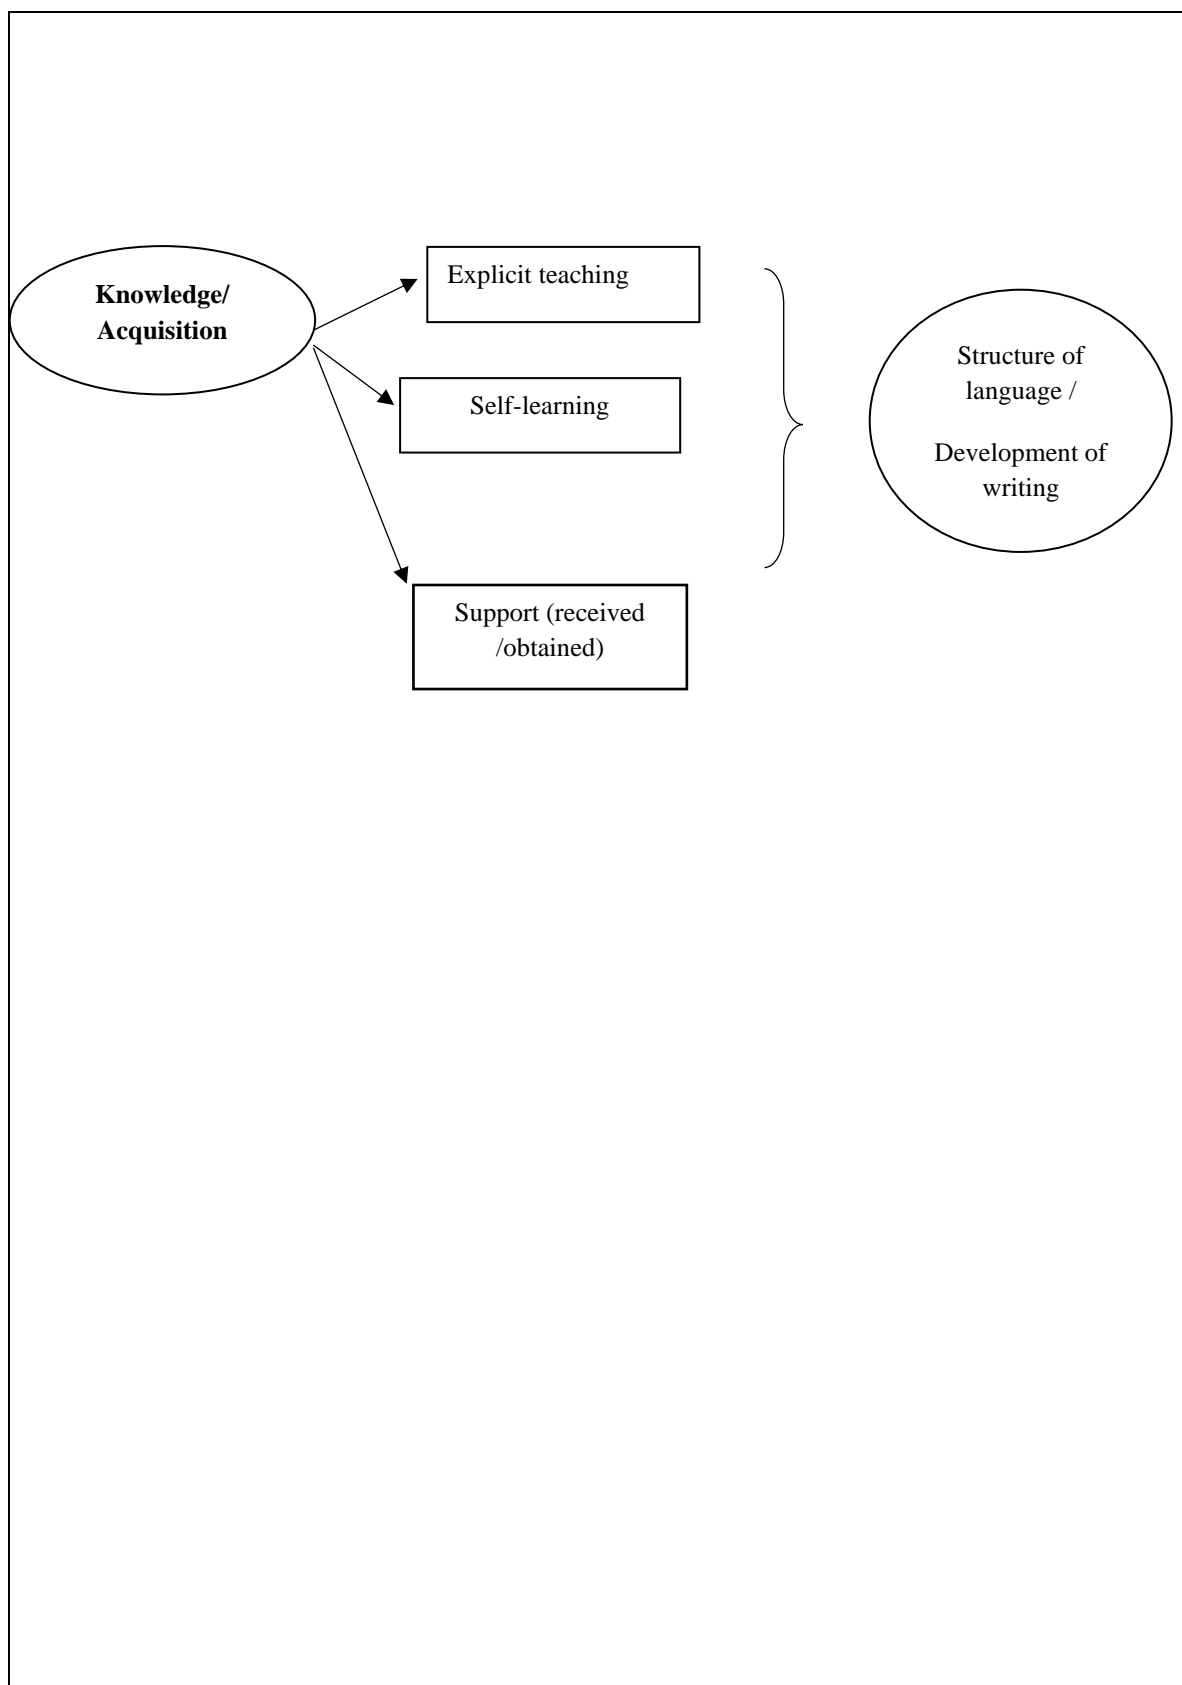 Knowledge/
Acquisition
Explicit teaching
Self-learning
Support (received
/obtained)
Structure of
language /
Development of
writing